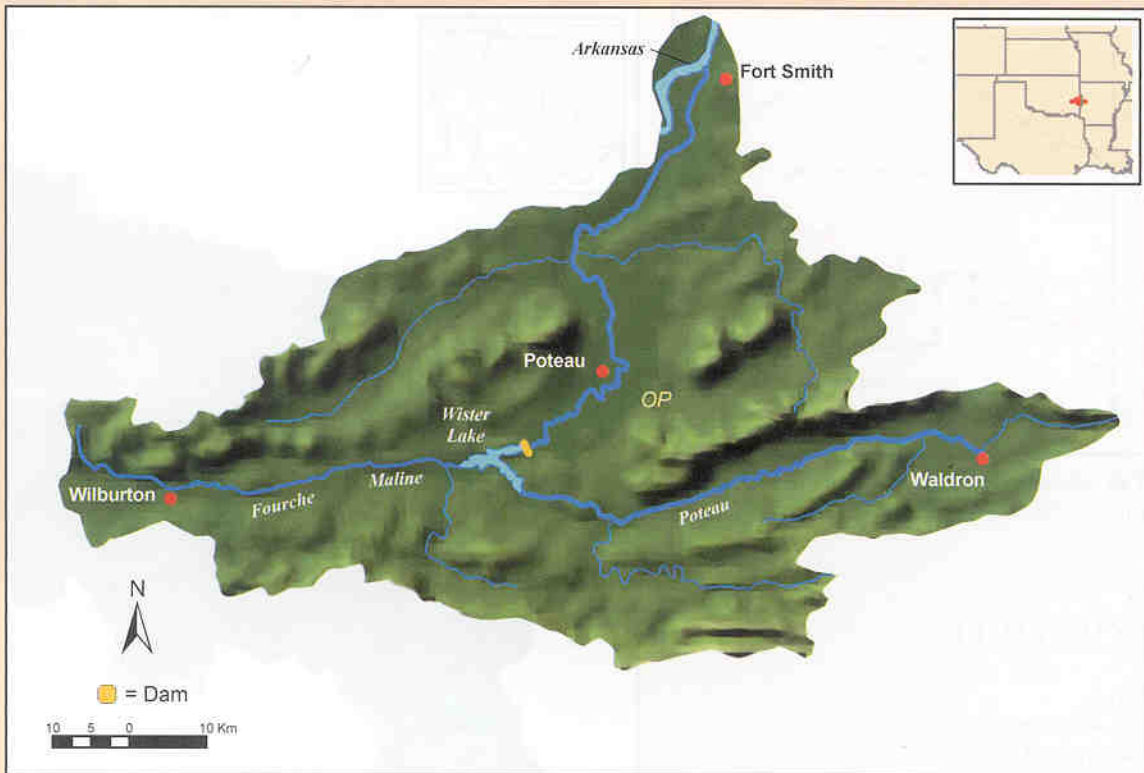 Arkansas
Fort Smith
Poteau
OP
Wister
Lake
Wilburton
Fourche
Maline
Poteau
Waldron
N
= Dam
10 5 0 10 Km